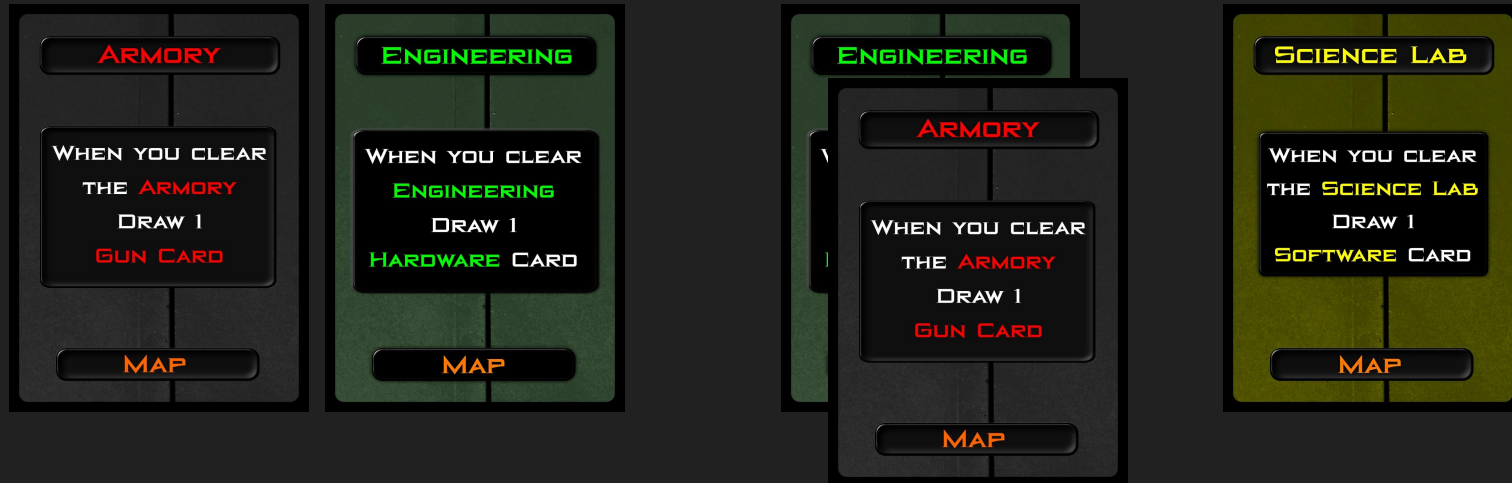 Armory
When you clear
the Armory
Draw 1
Gun Card
Map
Engineering
When you clear
Engineering
Draw 1
Hardware Card
Map
Engineering
Armory
When you clear
the Armory
Draw 1
Gun Card
Map
Science Lab
When you clear
the Science Lab
Draw 1
Software Card
Map